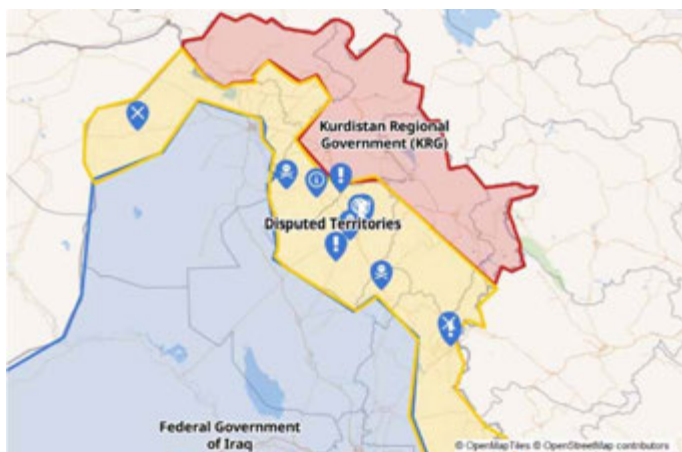 Kurdistan Regional
Government (KRG)
Disputed Territories
Federal Government
of Iraq
© OpenMapTiles © OpenStreetMap contributors